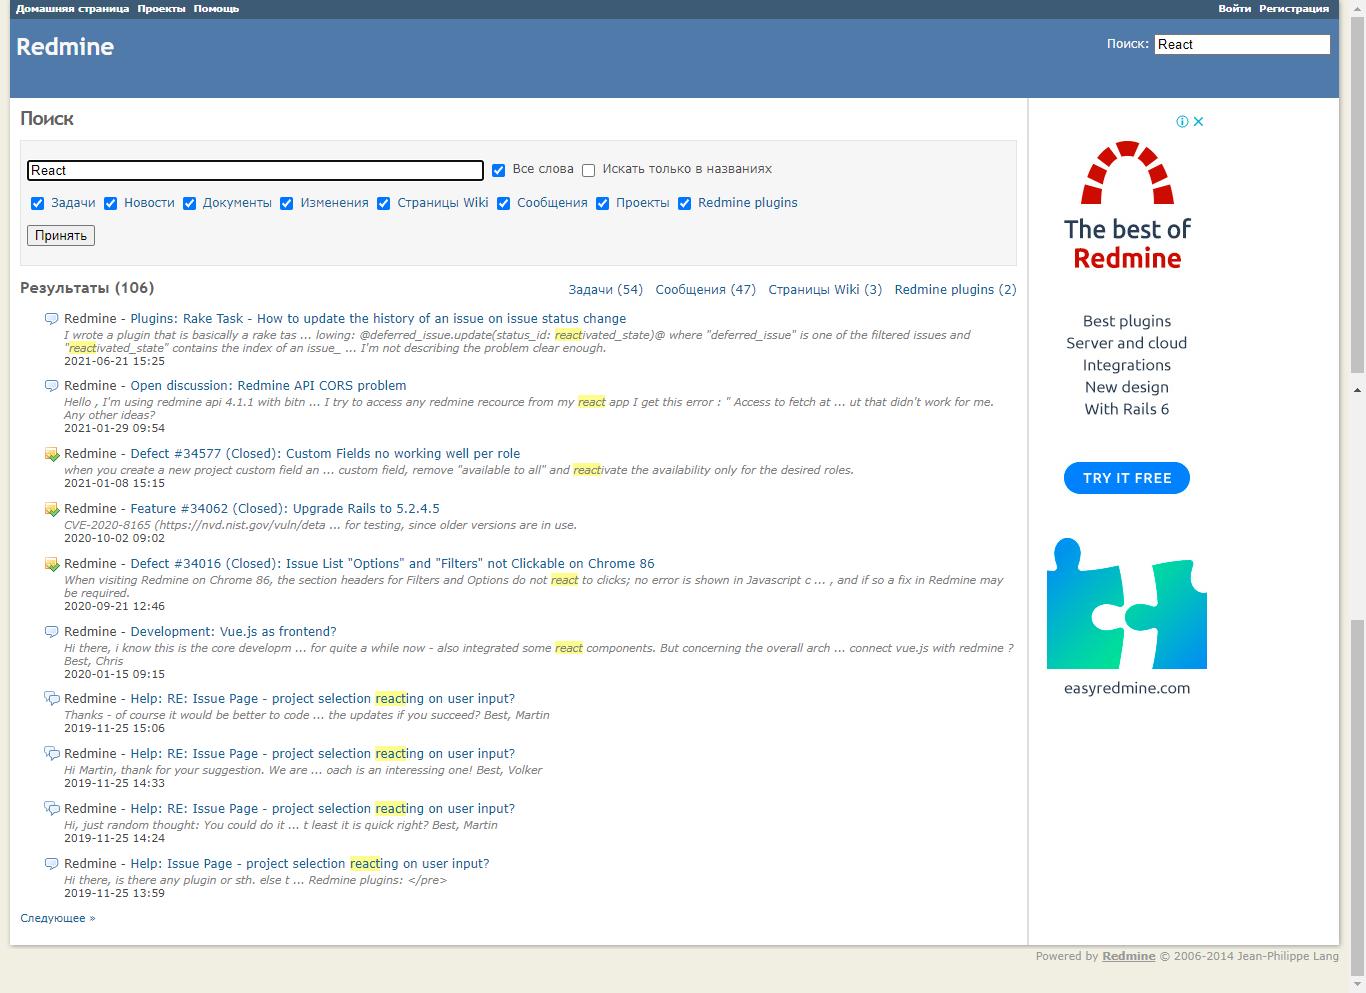 Домашняя страница Проекты Помощь
Войти Регистрация
Redmine
Поиск: React
Поиск
React Все слова Искать только в названиях
Задачи Новости Документы Изменения Страницы Wiki Сообщения Проекты Redmine plugins
Принять
Результаты (106)
Задачи (54) Сообщения (47) Страницы Wiki (3) Redmine plugins (2)
Redmine - Plugins: Rake Task - How to update the history of an issue on issue status change
I wrote a plugin that is basically a rake tas ... lowing: @deferred_issue.update(status_id: reactivated_state)@ where "deferred_issue" is one of the filtered issues and
"reactivated_state" contains the index of an issue_ ... I'm not describing the problem clear enough.
2021-06-21 15:25
Redmine - Open discussion: Redmine API CORS problem
Hello , I'm using redmine api 4.1.1 with bitn ... I try to access any redmine recource from my react app I get this error : " Access to fetch at ... ut that didn't work for me.
Any other ideas?
2021-01-29 09:54
Redmine - Defect #34577 (Closed): Custom Fields no working well per role
when you create a new project custom field an ... custom field, remove "available to all" and reactivate the availability only for the desired roles.
2021-01-08 15:15
Redmine - Feature #34062 (Closed): Upgrade Rails to 5.2.4.5
CVE-2020-8165 (https://nvd.nist.gov/vuln/deta ... for testing, since older versions are in use.
2020-10-02 09:02
Redmine - Defect #34016 (Closed): Issue List "Options" and "Filters" not Clickable on Chrome 86
When visiting Redmine on Chrome 86, the section headers for Filters and Options do not react to clicks; no error is shown in Javascript c ... , and if so a fix in Redmine may
be required.
2020-09-21 12:46
Redmine - Development: Vue.js as frontend?
Hi there, i know this is the core developm ... for quite a while now - also integrated some react components. But concerning the overall arch ... connect vue.js with redmine ?
Best, Chris
2020-01-15 09:15
Redmine - Help: RE: Issue Page - project selection reacting on user input?
Thanks - of course it would be better to code ... the updates if you succeed? Best, Martin
2019-11-25 15:06
Redmine - Help: RE: Issue Page - project selection reacting on user input?
Hi Martin, thank for your suggestion. We are ... oach is an interessing one! Best, Volker
2019-11-25 14:33
Redmine - Help: RE: Issue Page - project selection reacting on user input?
Hi, just random thought: You could do it ... t least it is quick right? Best, Martin
2019-11-25 14:24
Redmine - Help: Issue Page - project selection reacting on user input?
Hi there, is there any plugin or sth. else t ... Redmine plugins: </pre>
2019-11-25 13:59
Следующее »
The best of
Redmine
Best plugins
Server and cloud
Integrations
New design
With Rails 6
TRY IT FREE
easyredmine.com
Powered by Redmine © 2006-2014 Jean-Philippe Lang